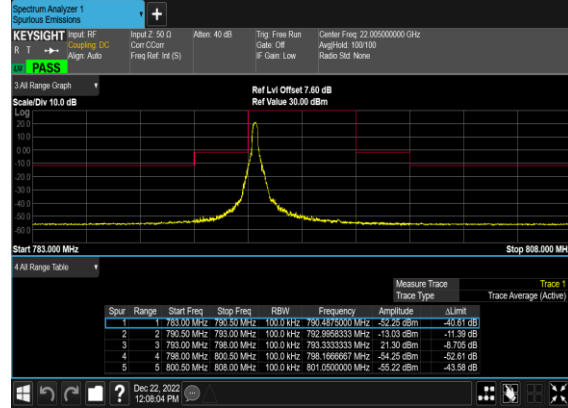 Spectrum Analyzer 1
Spurious Emissions
KEYSIGHT Input: RF Input Z: 50 Ω Atten: 40 dB Trig: Free Run Center Freq: 22.005000000 GHz
R T Coupling: DC Corr CCorr Gate: Off Avg|Hold: 100/100
Align: Auto Freq Ref: Int (S) IF Gain: Low Radio Std: None
PASS
3 All Range Graph
Ref Lvl Offset 7.60 dB
Scale/Div 10.0 dB Ref Value 30.00 dBm
Log
20.0
10.0
0.00
-10.0
-20.0
-30.0
-40.0
-50.0
-60.0
Start 783.000 MHz Stop 808.000 MHz
4 All Range Table
Measure Trace Trace 1
Trace Type Trace Average (Active)
Spur Range Start Freq Stop Freq RBW Frequency Amplitude ΔLimit
1 1 783.00 MHz 790.50 MHz 100.0 kHz 790.4875000 MHz -52.25 dBm -40.61 dB
2 2 790.50 MHz 793.00 MHz 100.0 kHz 792.9958333 MHz -13.03 dBm -11.39 dB
3 3 793.00 MHz 798.00 MHz 100.0 kHz 793.3333333 MHz 21.30 dBm -8.705 dB
4 4 798.00 MHz 800.50 MHz 100.0 kHz 798.1666667 MHz -54.25 dBm -52.61 dB
5 5 800.50 MHz 808.00 MHz 100.0 kHz 801.0500000 MHz -55.22 dBm -43.58 dB
? Dec 22, 2022
12:08:04 PM